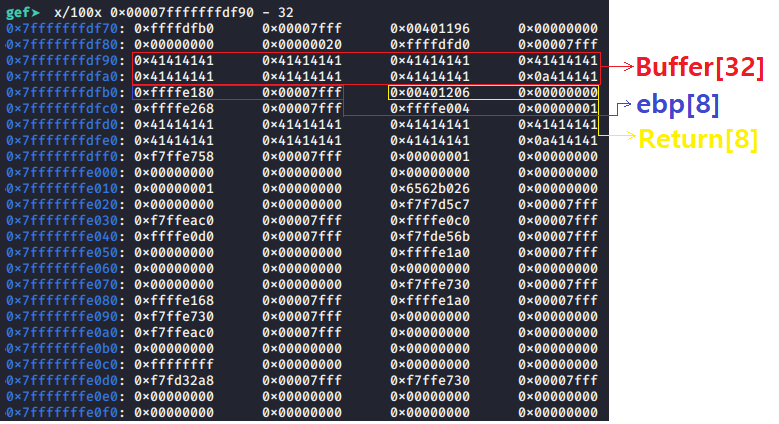 gef➤  x/100x 0×00007fffffffdf90 - 32
0×7fffffffdf70: 0×ffffdfb0 0×00007fff 0×00401196 0×00000000
0×7fffffffdf80: 0×00000000 0×00000020 0×ffffdfd0 0×00007fff
0×7fffffffdf90: 0×41414141 0×41414141 0×41414141 0×41414141
Buffer[32]
0×7fffffffdfa0: 0×41414141 0×41414141 0×41414141 0×0a414141
0×7fffffffdfb0: 0×ffffe180 0×00007fff 0×00401206 0×00000000
ebp[8]
0×7fffffffdfc0: 0×ffffe268 0×00007fff 0×ffffe004 0×00000001
0×7fffffffdfd0: 0×41414141 0×41414141 0×41414141 0×41414141
Return[8]
0×7fffffffdfe0: 0×41414141 0×41414141 0×41414141 0×0a414141
0×7fffffffdff0: 0×f7ffe758 0×00007fff 0×00000001 0×00000000
0×7fffffffe000: 0×00000000 0×00000000 0×00000000 0×00000000
0×7fffffffe010: 0×00000001 0×00000000 0×6562b026 0×00000000
0×7fffffffe020: 0×00000000 0×00000000 0×f7f7d5c7 0×00007fff
0×7fffffffe030: 0×f7ffeac0 0×00007fff 0×ffffe0c0 0×00007fff
0×7fffffffe040: 0×ffffe0d0 0×00007fff 0×f7fde56b 0×00007fff
0×7fffffffe050: 0×00000000 0×00000000 0×ffffe1a0 0×00007fff
0×7fffffffe060: 0×00000000 0×00000000 0×00000000 0×00000000
0×7fffffffe070: 0×00000000 0×00000000 0×f7ffe730 0×00007fff
0×7fffffffe080: 0×ffffe168 0×00007fff 0×ffffe1a0 0×00007fff
0×7fffffffe090: 0×f7ffe730 0×00007fff 0×00000000 0×00000000
0×7fffffffe0a0: 0×f7ffeac0 0×00007fff 0×00000000 0×00000000
0×7fffffffe0b0: 0×00000000 0×00000000 0×00000000 0×00000000
0×7fffffffe0c0: 0×ffffffff 0×00000000 0×00000000 0×00000000
0×7fffffffe0d0: 0×f7fd32a8 0×00007fff 0×f7ffe730 0×00007fff
0×7fffffffe0e0: 0×00000000 0×00000000 0×00000000 0×00000000
0×7fffffffe0f0: 0×00000000 0×00000000 0×00000000 0×00000000